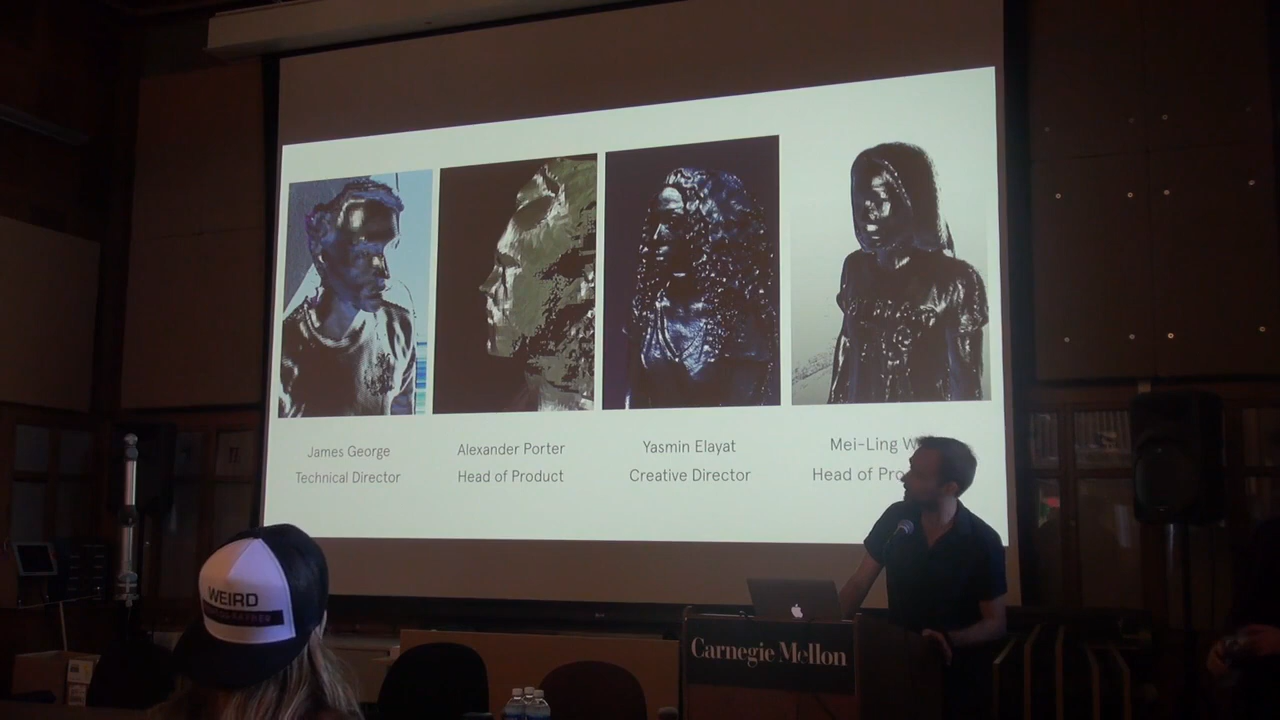 James George
Technical Director
Alexander Porter
Head of Product
Yasmin Elayat
Creative Director
Mei-Ling
Head of
WEIRD
Carnegie Mellon